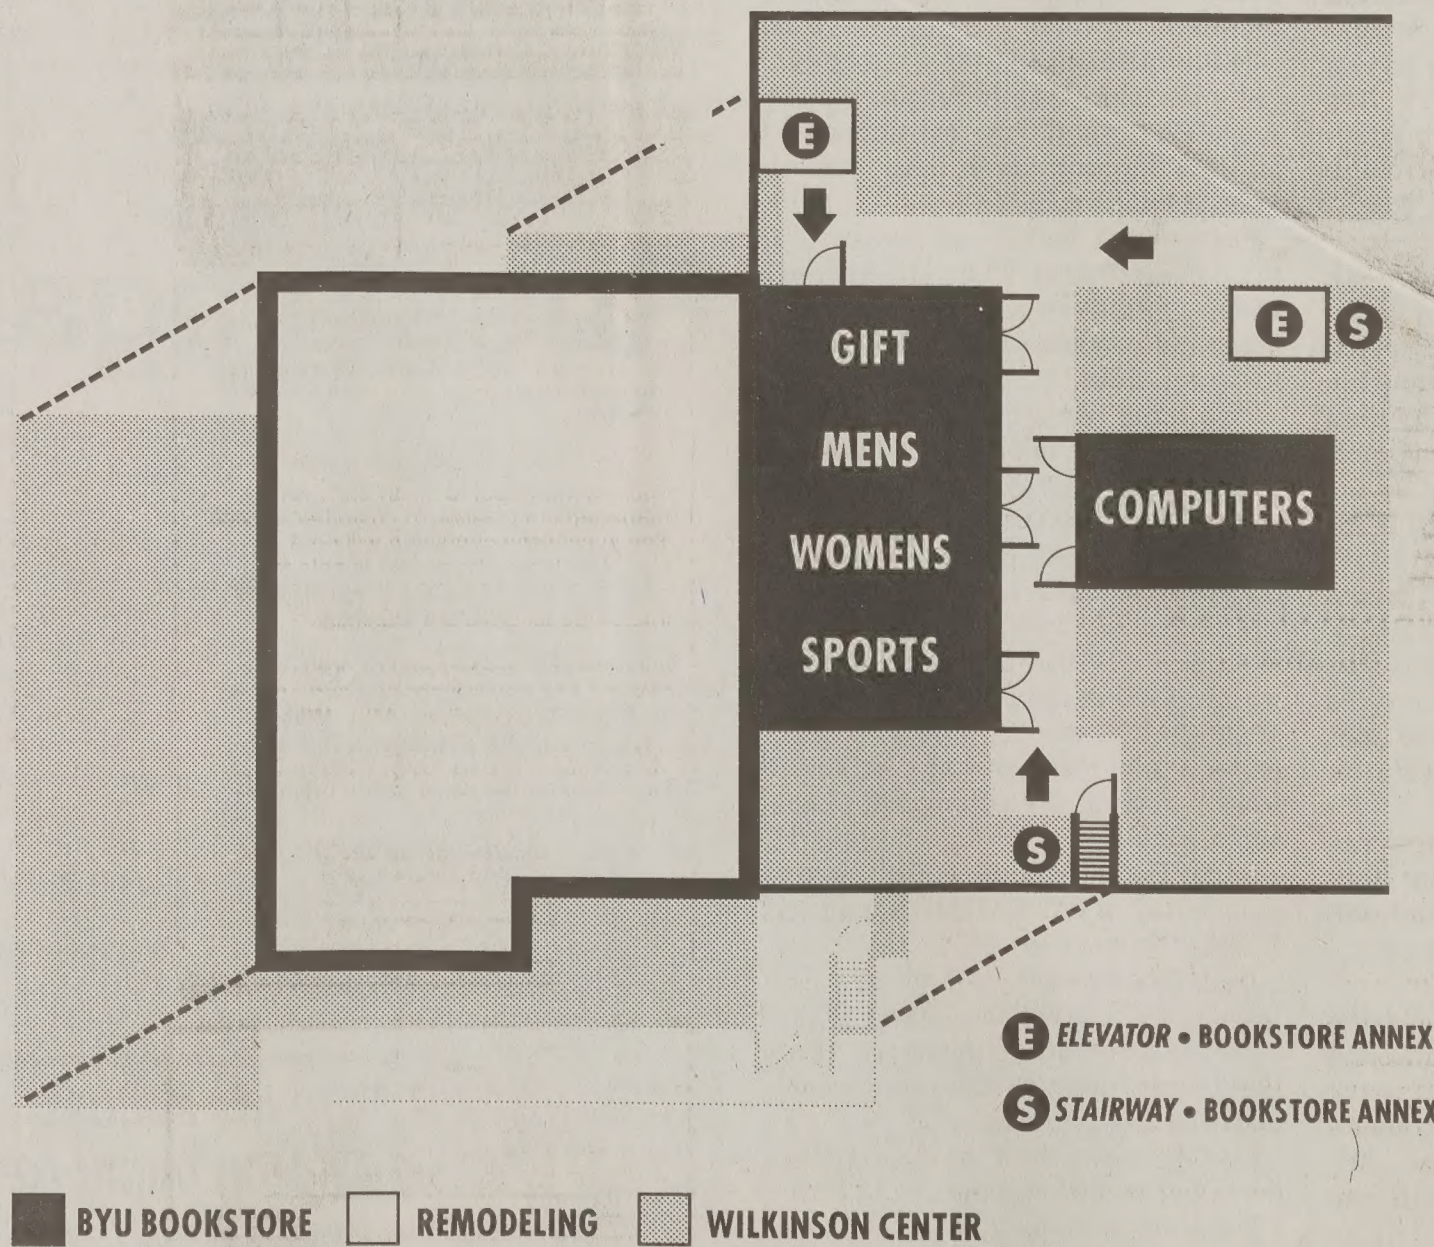 E
GIFT
E S
MENS
COMPUTERS
WOMENS
SPORTS
S
E ELEVATOR • BOOKSTORE ANNEX
S STAIRWAY • BOOKSTORE ANNEX
BYU BOOKSTORE REMODELING WILKINSON CENTER